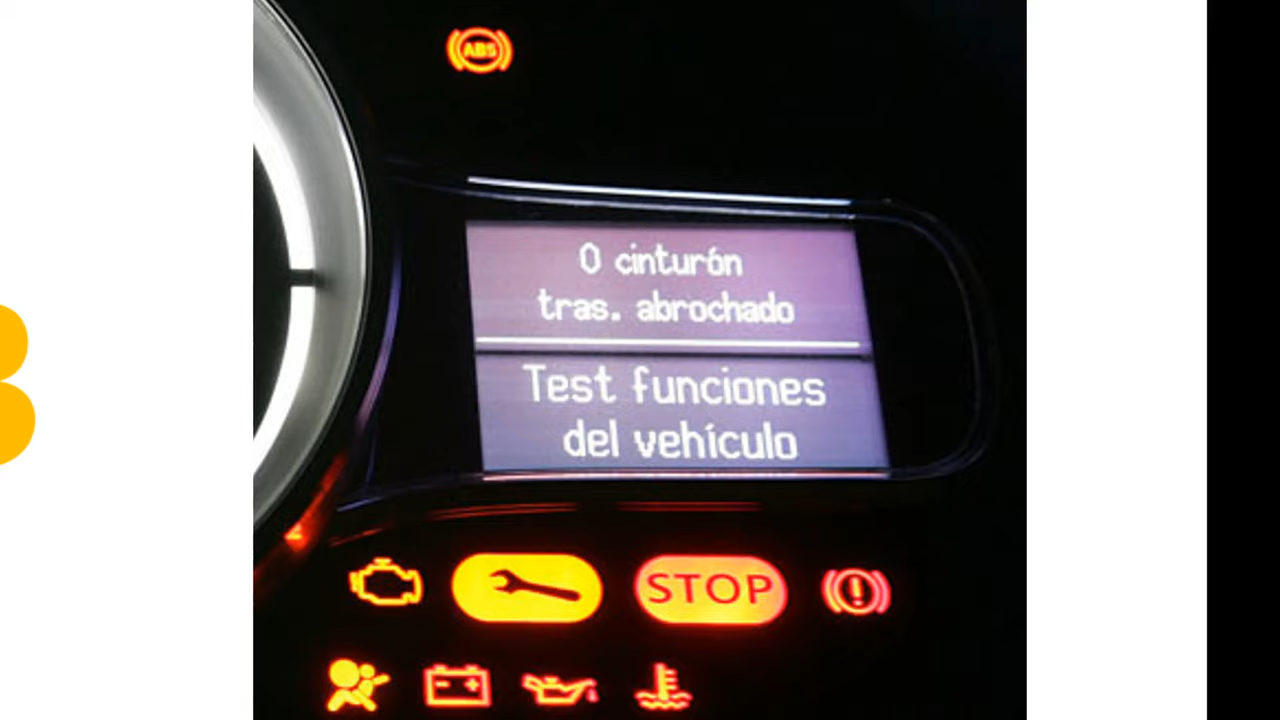 ABS
0 cinturón
tras. abrochado
Test funciones
del vehículo
STOP